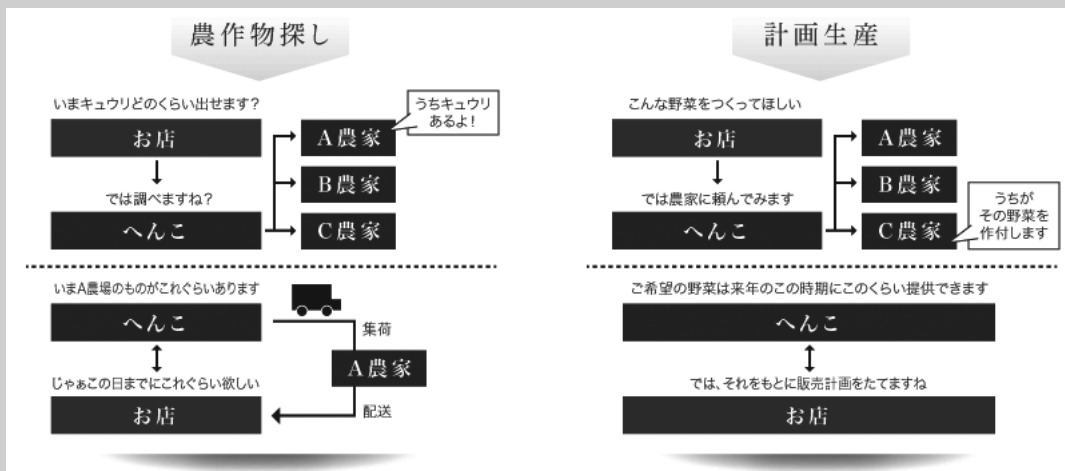 農作物探し
いまキュウリどのくらい出せます?
お店
では調べますね?
へんこ
A農家
B農家
C農家
うちキュウリ
あるよ!
いまA農場のものがこれぐらいあります
へんこ
じゃぁこの日までにこれぐらい欲しい
お店
集荷
A農家
配送
計画生産
こんな野菜をつくってほしい
お店
では農家に頼んでみます
へんこ
A農家
B農家
C農家
うちが
その野菜を
作付します
ご希望の野菜は来年のこの時期にこのくらい提供できます
へんこ
では、それをもとに販売計画をたてますね
お店